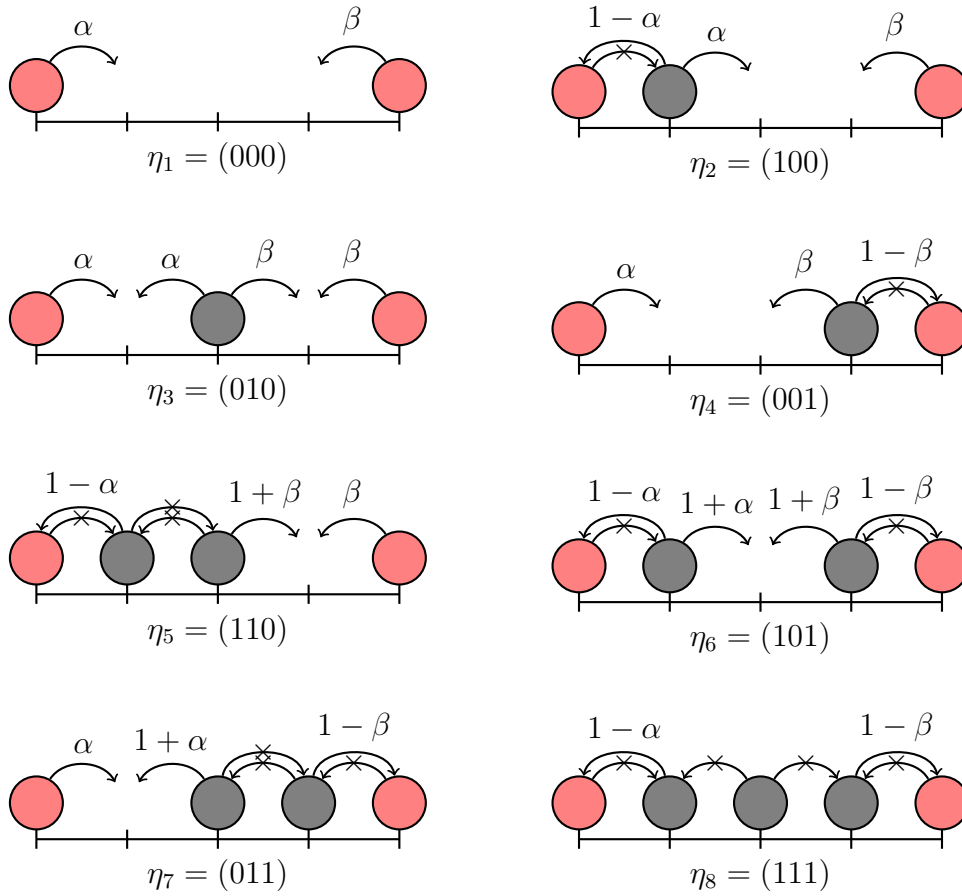 α β
η₁ = (000)
1 − α α β
η₂ = (100)
α α β β
η₃ = (010)
α β 1 − β
η₄ = (001)
1 − α 1 + β β
η₅ = (110)
1 − α 1 + α 1 + β 1 − β
η₆ = (101)
α 1 + α 1 − β
η₇ = (011)
1 − α 1 − β
η₈ = (111)